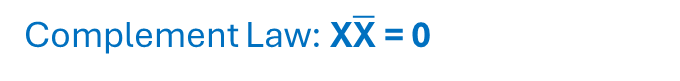 Complement Law: XX̅ = 0